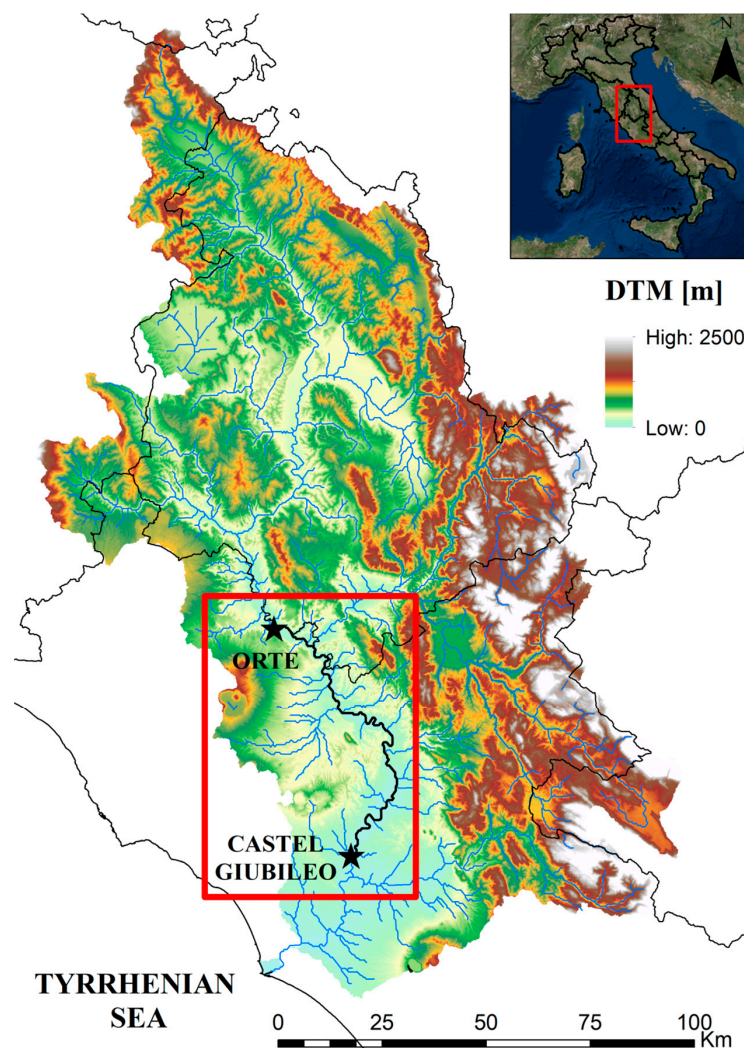 N
DTM [m]
High: 2500
Low: 0
ORTE
CASTEL
GIUBILEO
TYRRHENIAN
SEA
0 25 50 75 100
Km